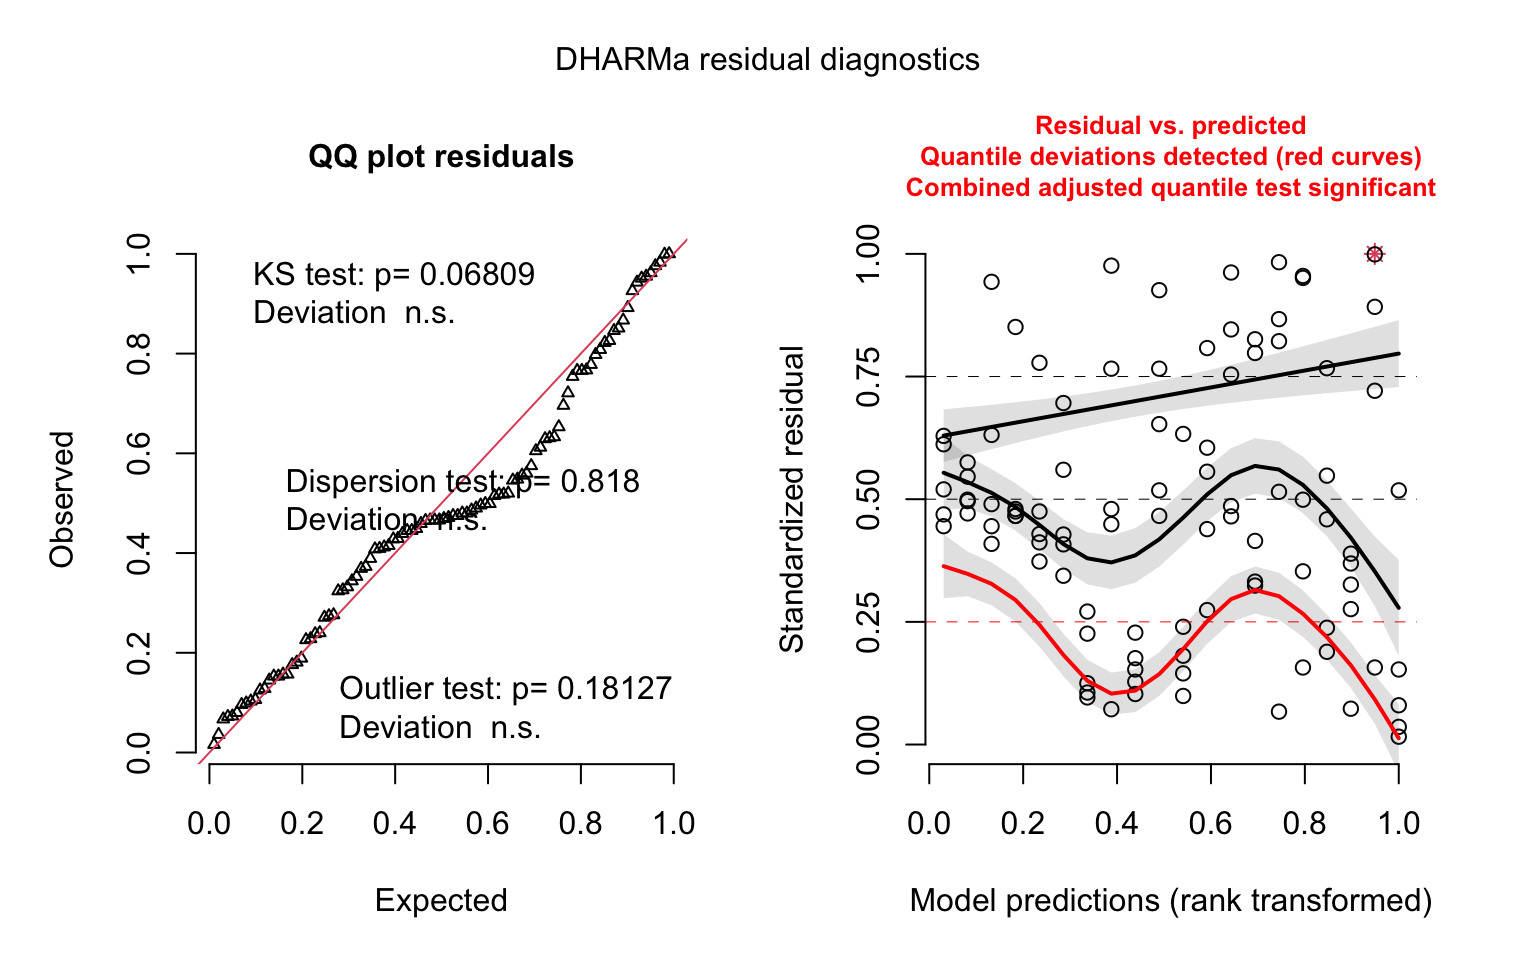 DHARMa residual diagnostics
QQ plot residuals
KS test: p= 0.06809
Deviation  n.s.
Dispersion test: p= 0.818
Deviation  n.s.
Outlier test: p= 0.18127
Deviation  n.s.
Observed
0.0 0.2 0.4 0.6 0.8 1.0
0.0 0.2 0.4 0.6 0.8 1.0
Expected
Residual vs. predicted
Quantile deviations detected (red curves)
Combined adjusted quantile test significant
Standardized residual
0.00 0.25 0.50 0.75 1.00
0.0 0.2 0.4 0.6 0.8 1.0
Model predictions (rank transformed)